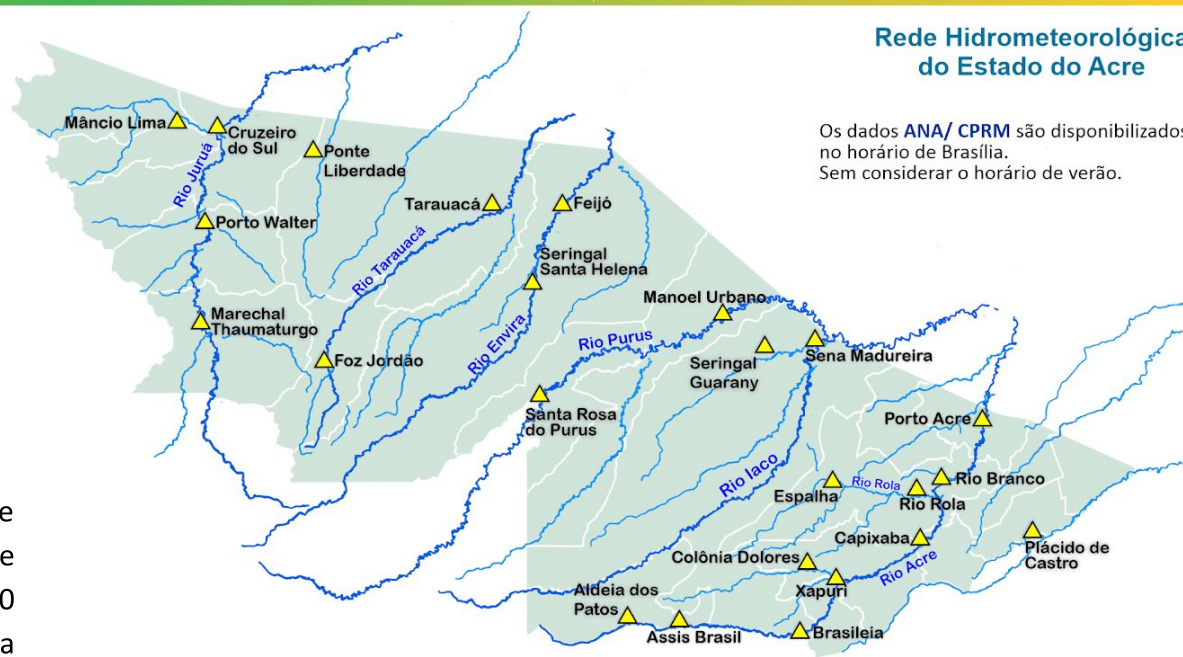 Rede Hidrometeorológica
do Estado do Acre
Os dados ANA/ CPRM são disponibilizados
no horário de Brasília.
Sem considerar o horário de verão.
Mâncio Lima
Cruzeiro
do Sul
Ponte
Liberdade
Rio Juruá
Porto Walter
Tarauacá
Feijó
Rio Tarauacá
Seringal
Santa Helena
Marechal
Thaumaturgo
Foz Jordão
Rio Envira
Manoel Urbano
Rio Purus
Seringal
Guarany
Sena Madureira
Santa Rosa
do Purus
Porto Acre
Rio Iaco
Espalha
Rio Rola
Rio Branco
Rio Rola
Capixaba
Plácido de
Castro
Colônia Dolores
Rio Acre
Xapuri
Aldeia dos
Patos
Assis Brasil
Brasileia
e
e
0
a